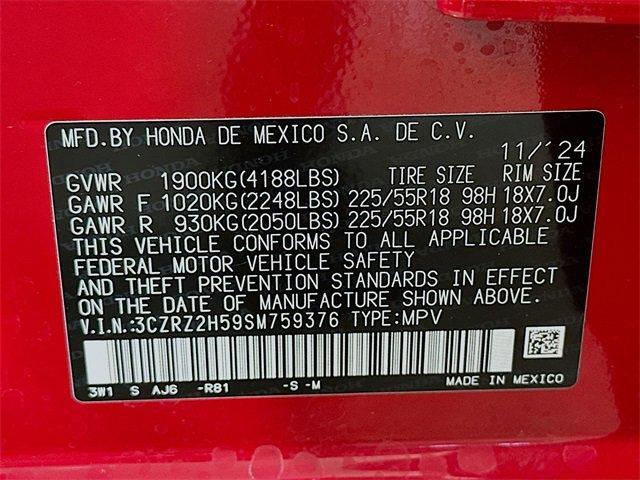 MFD.BY HONDA DE MEXICO S.A. DE C.V.
11/'24
GVWR 1900KG(4188LBS) TIRE SIZE RIM SIZE
GAWR F 1020KG(2248LBS) 225/55R18 98H 18X7.0J
GAWR R 930KG(2050LBS) 225/55R18 98H 18X7.0J
THIS VEHICLE CONFORMS TO ALL APPLICABLE
FEDERAL MOTOR VEHICLE SAFETY
AND THEFT PREVENTION STANDARDS IN EFFECT
ON THE DATE OF MANUFACTURE SHOWN ABOVE.
V.I.N:3CZRZ2H59SM759376 TYPE:MPV
3W1 S AJ6 -R81 -S -M MADE IN MEXICO